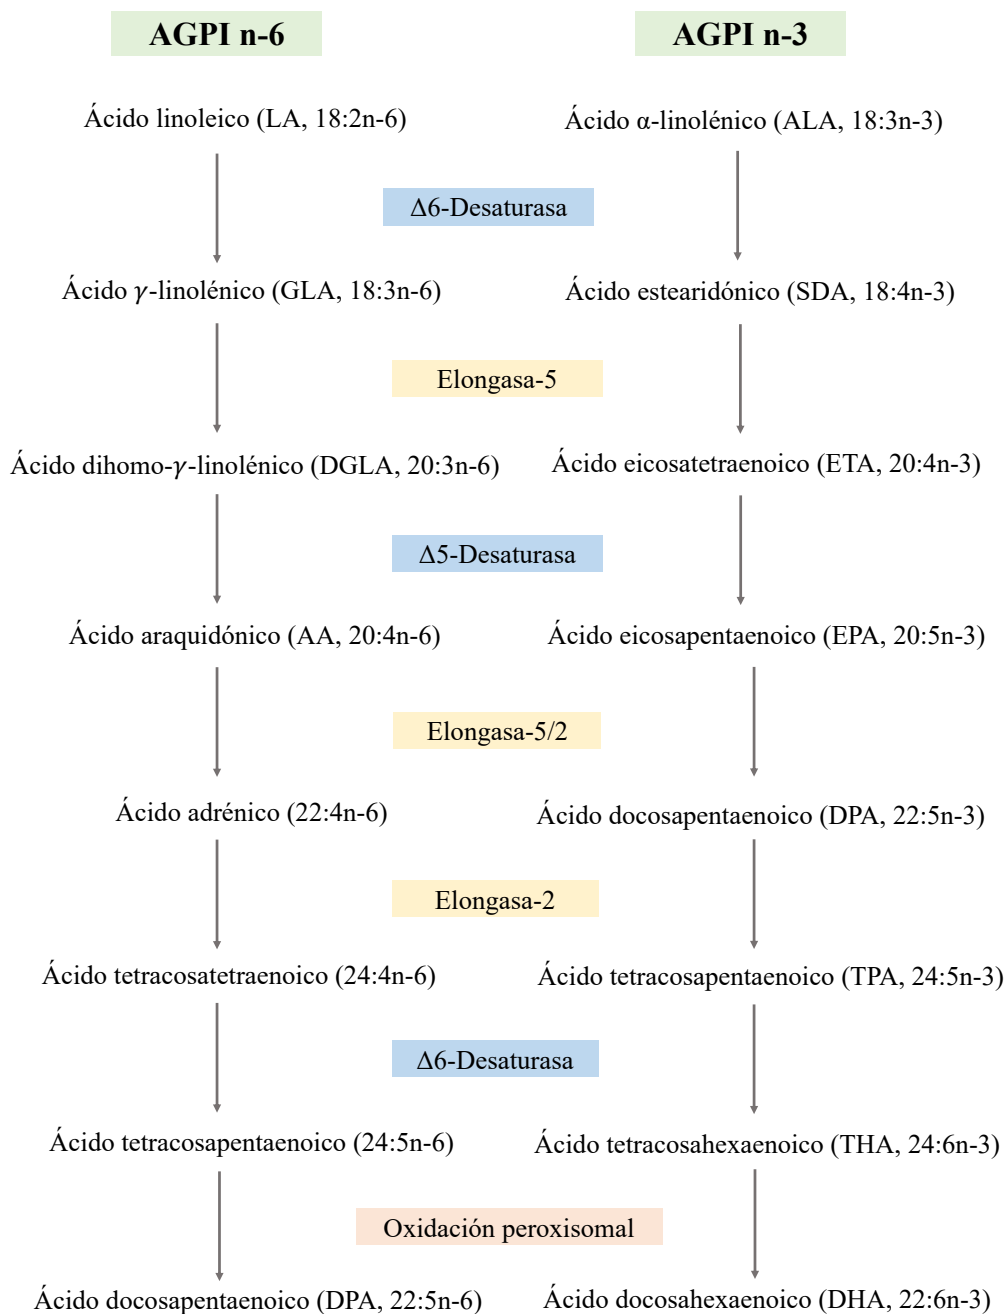 AGPI n-6
AGPI n-3
Ácido linoleico (LA, 18:2n-6)
Ácido α-linolénico (ALA, 18:3n-3)
Δ6-Desaturasa
Ácido γ-linolénico (GLA, 18:3n-6)
Ácido estearidónico (SDA, 18:4n-3)
Elongasa-5
Ácido dihomo-γ-linolénico (DGLA, 20:3n-6)
Ácido eicosatetraenoico (ETA, 20:4n-3)
Δ5-Desaturasa
Ácido araquidónico (AA, 20:4n-6)
Ácido eicosapentaenoico (EPA, 20:5n-3)
Elongasa-5/2
Ácido adrénico (22:4n-6)
Ácido docosapentaenoico (DPA, 22:5n-3)
Elongasa-2
Ácido tetracosatetraenoico (24:4n-6)
Ácido tetracosapentaenoico (TPA, 24:5n-3)
Δ6-Desaturasa
Ácido tetracosapentaenoico (24:5n-6)
Ácido tetracosahexaenoico (THA, 24:6n-3)
Oxidación peroxisomal
Ácido docosapentaenoico (DPA, 22:5n-6)
Ácido docosahexaenoico (DHA, 22:6n-3)